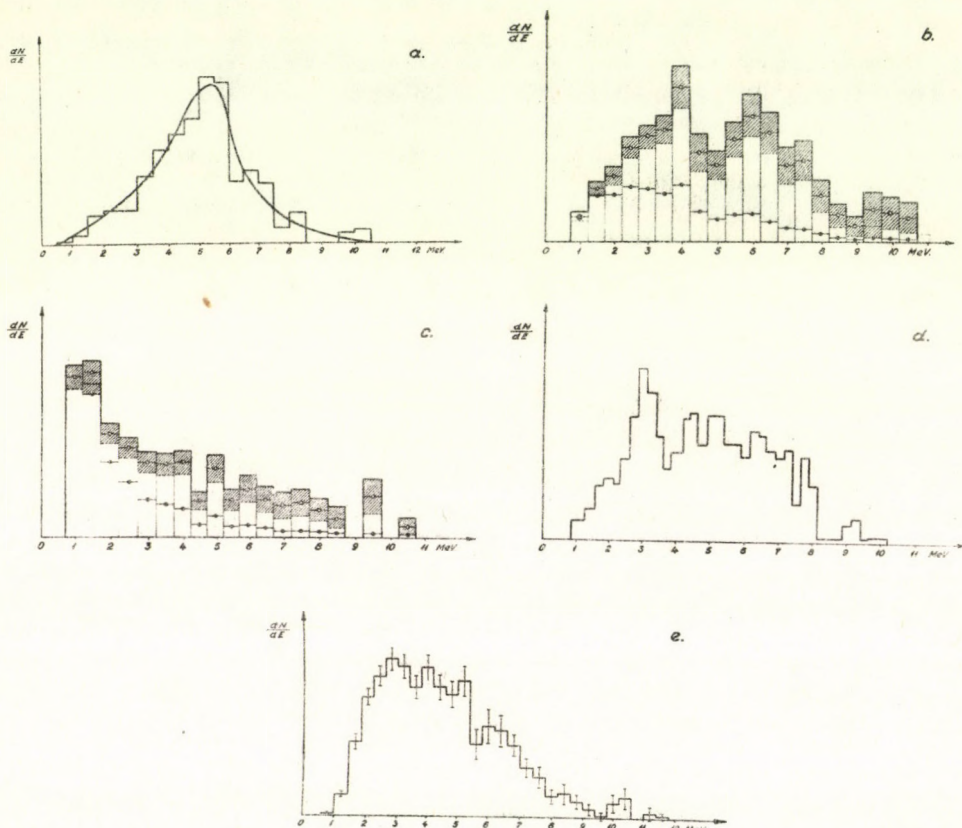 dN/dE
a.
0 1 2 3 4 5 6 7 8 9 10 11 12 MeV
dN/dE
b.
0 1 2 3 4 5 6 7 8 9 10 MeV.
dN/dE
c.
0 1 2 3 4 5 6 7 8 9 10 11 MeV
dN/dE
d.
0 1 2 3 4 5 6 7 8 9 10 11 MeV
dN/dE
e.
0 1 2 3 4 5 6 7 8 9 10 11 12 MeV